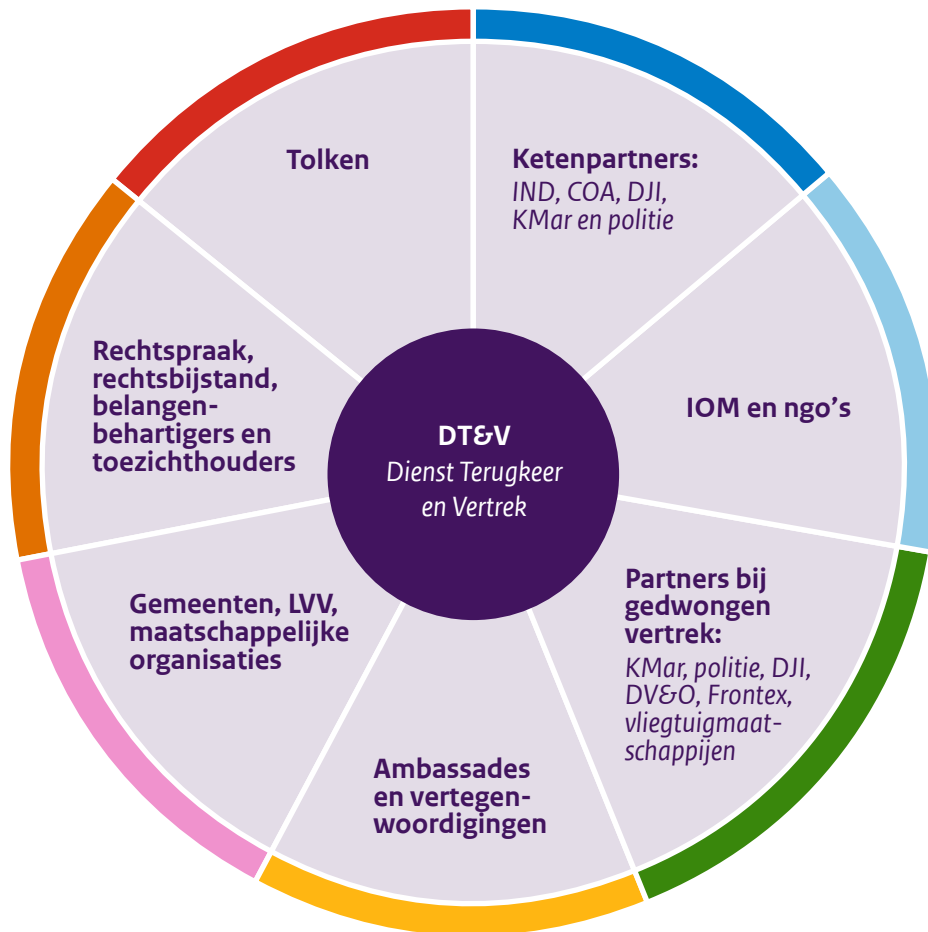 Tolken
Ketenpartners:
IND, COA, DJI,
KMar en politie
Rechtspraak,
rechtsbijstand,
belangen-
behartigers en
toezichthouders
DT&V
Dienst Terugkeer
en Vertrek
IOM en ngo’s
Gemeenten, LVV,
maatschappelijke
organisaties
Partners bij
gedwongen
vertrek:
KMar, politie, DJI,
DV&O, Frontex,
vliegtuigmaat-
schappijen
Ambassades
en vertegen-
woordigingen